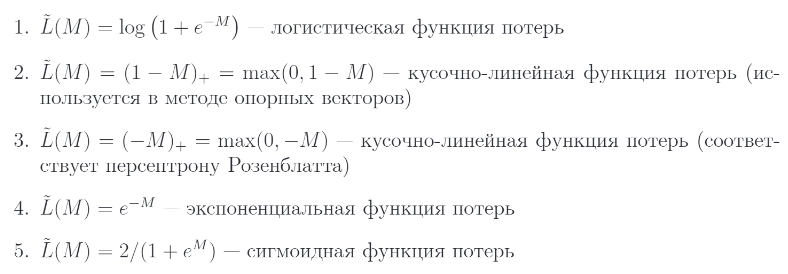 1. L̃(M) = log (1 + e^{−M}) — логистическая функция потерь
2. L̃(M) = (1 − M)₊ = max(0, 1 − M) — кусочно-линейная функция потерь (ис-
пользуется в методе опорных векторов)
3. L̃(M) = (−M)₊ = max(0, −M) — кусочно-линейная функция потерь (соответ-
ствует персептрону Розенблатта)
4. L̃(M) = e^{−M} — экспоненциальная функция потерь
5. L̃(M) = 2/(1 + e^{M}) — сигмоидная функция потерь